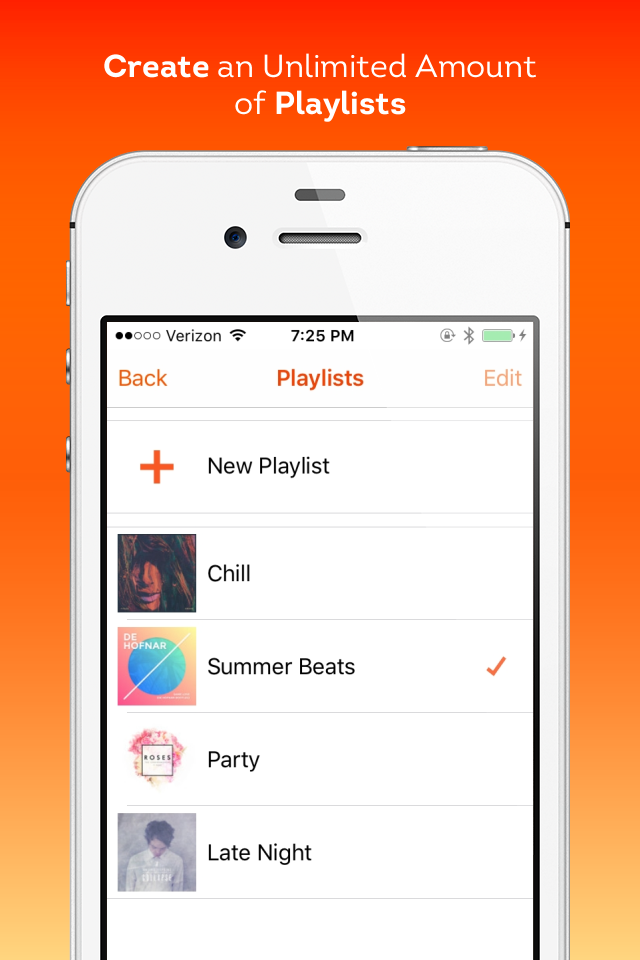 Create an Unlimited Amount
of Playlists
Verizon 7:25 PM
Back Playlists Edit
New Playlist
Chill
DE
HOFNAR
Summer Beats
ROSES
Party
Late Night